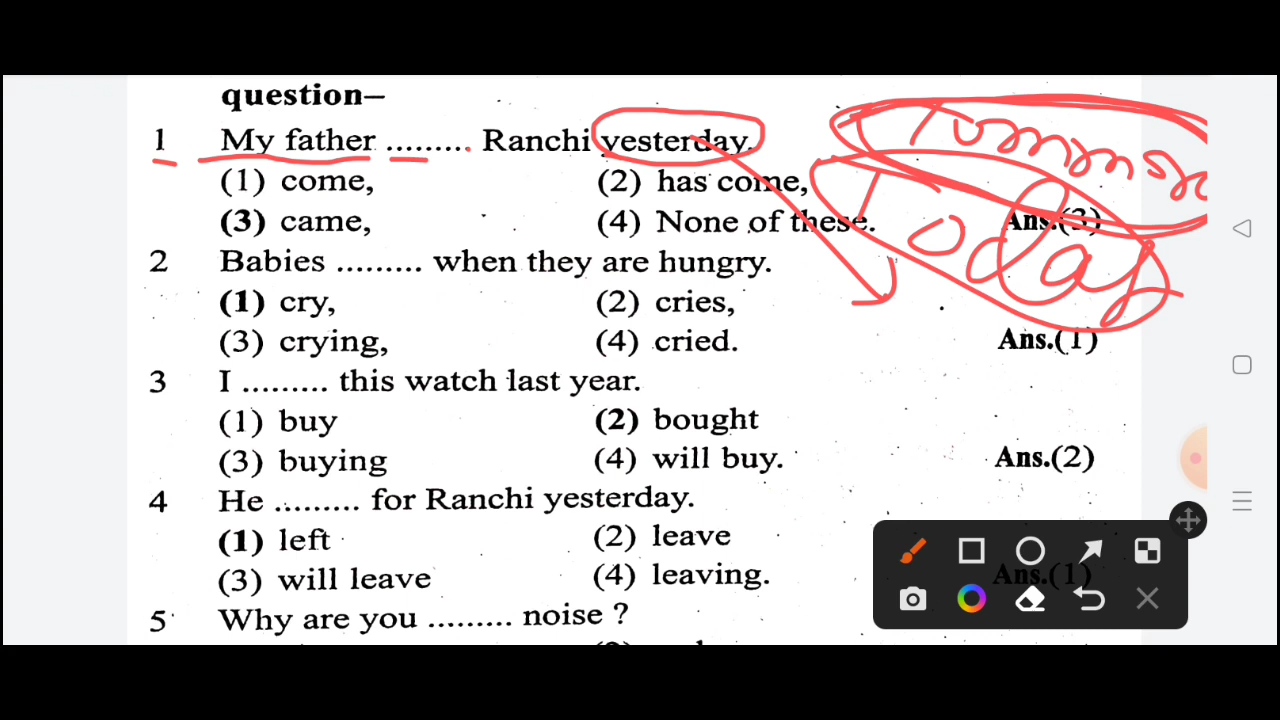 question–
1 My father ......... Ranchi yesterday.
(1) come, (2) has come,
(3) came, (4) None of these. Ans.(3)
2 Babies ......... when they are hungry.
(1) cry, (2) cries,
(3) crying, (4) cried. Ans.(1)
3 I ......... this watch last year.
(1) buy (2) bought
(3) buying (4) will buy. Ans.(2)
4 He ......... for Ranchi yesterday.
(1) left (2) leave
(3) will leave (4) leaving. Ans.(1)
5 Why are you ......... noise ?
Today